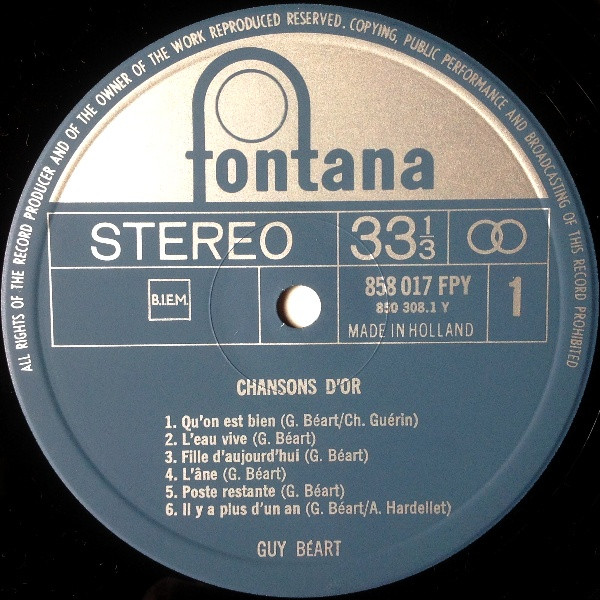 ALL RIGHTS OF THE RECORD PRODUCER AND OF THE OWNER OF THE WORK REPRODUCED RESERVED. COPYING, PUBLIC PERFORMANCE AND BROADCASTING OF THIS RECORD PROHIBITED
fontana
STEREO 33 1/3
B.I.E.M. 858 017 FPY 1
850 308.1 Y
MADE IN HOLLAND
CHANSONS D'OR
1. Qu'on est bien (G. Béart/Ch. Guérin)
2. L'eau vive (G. Béart)
3. Fille d'aujourd'hui (G. Béart)
4. L'âne (G. Béart)
5. Poste restante (G. Béart)
6. Il y a plus d'un an (G. Béart/A. Hardellet)
GUY BÉART